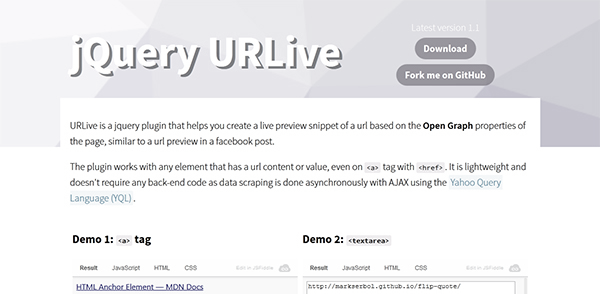 Latest version 1.1
jQuery URLive
Download
Fork me on GitHub
URLive is a jquery plugin that helps you create a live preview snippet of a url based on the Open Graph properties of
the page, similar to a url preview in a facebook post.
The plugin works with any element that has a url content or value, even on <a> tag with <href>. It is lightweight and
doesn't require any back-end code as data scraping is done asynchronously with AJAX using the Yahoo Query
Language (YQL).
Demo 1: <a> tag
Demo 2: <textarea>
Result JavaScript HTML CSS Edit in JSFiddle
Result JavaScript HTML CSS Edit in JSFiddle
HTML Anchor Element — MDN Docs
http://markserbol.github.io/flip-quote/